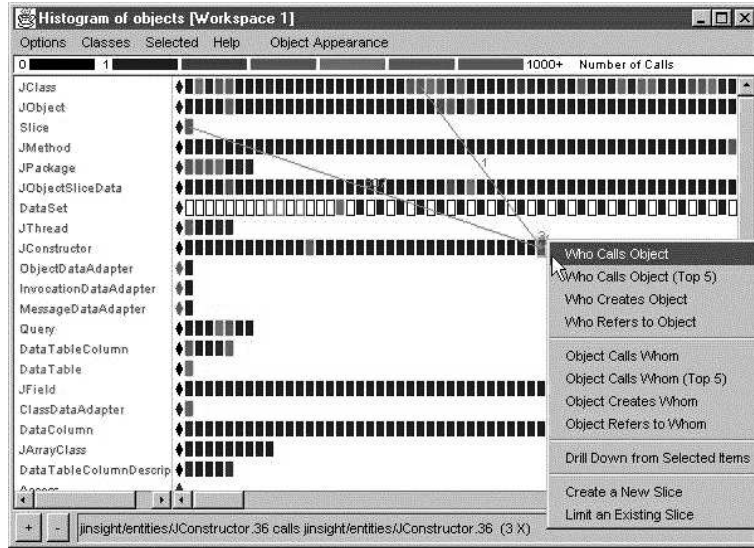 Histogram of objects [Workspace 1]
Options Classes Selected Help Object Appearance
0 1 1000+ Number of Calls
JClass
JObject
Slice
JMethod
JPackage
JObjectSliceData
DataSet
JThread
JConstructor
ObjectDataAdapter
InvocationDataAdapter
MessageDataAdapter
Query
DataTableColumn
DataTable
JField
ClassDataAdapter
DataColumn
JArrayClass
DataTableColumnDescrip
1
Who Calls Object
Who Calls Object (Top 5)
Who Creates Object
Who Refers to Object
Object Calls Whom
Object Calls Whom (Top 5)
Object Creates Whom
Object Refers to Whom
Drill Down from Selected Items
Create a New Slice
Limit an Existing Slice
+ - jinsight/entities/JConstructor.36 calls jinsight/entities/JConstructor.36 (3 X)